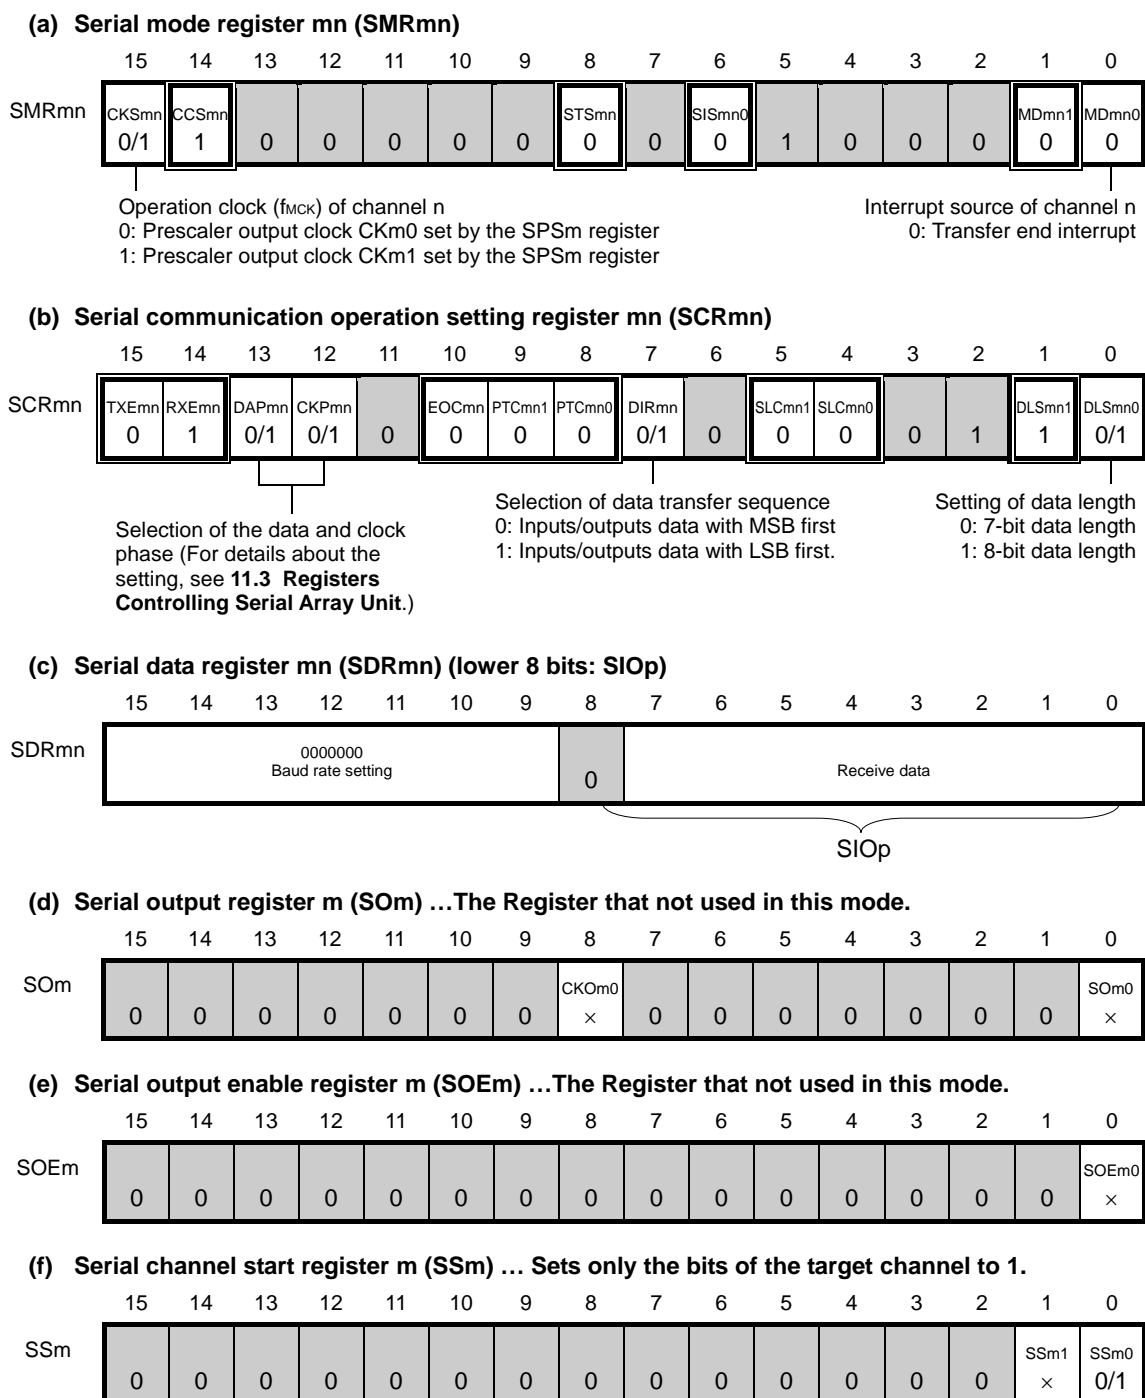 (a) Serial mode register mn (SMRmn)
15 14 13 12 11 10 9 8 7 6 5 4 3 2 1 0
SMRmn CKSmn CCSmn STSmn SISmn0 MDmn1 MDmn0
0/1 1 0 0 0 0 0 0 0 0 1 0 0 0 0 0
Operation clock (fMCK) of channel n
0: Prescaler output clock CKm0 set by the SPSm register
1: Prescaler output clock CKm1 set by the SPSm register
Interrupt source of channel n
0: Transfer end interrupt
(b) Serial communication operation setting register mn (SCRmn)
15 14 13 12 11 10 9 8 7 6 5 4 3 2 1 0
SCRmn TXEmn RXEmn DAPmn CKPmn EOCmn PTCmn1 PTCmn0 DIRmn SLCmn1 SLCmn0 DLSmn1 DLSmn0
0 1 0/1 0/1 0 0 0 0 0/1 0 0 0 0 1 1 0/1
Selection of the data and clock
phase (For details about the
setting, see 11.3 Registers
Controlling Serial Array Unit.)
Selection of data transfer sequence
0: Inputs/outputs data with MSB first
1: Inputs/outputs data with LSB first.
Setting of data length
0: 7-bit data length
1: 8-bit data length
(c) Serial data register mn (SDRmn) (lower 8 bits: SIOp)
15 14 13 12 11 10 9 8 7 6 5 4 3 2 1 0
SDRmn
0000000
Baud rate setting
0
Receive data
SIOp
(d) Serial output register m (SOm) …The Register that not used in this mode.
15 14 13 12 11 10 9 8 7 6 5 4 3 2 1 0
SOm CKOm0 SOm0
0 0 0 0 0 0 0 × 0 0 0 0 0 0 0 ×
(e) Serial output enable register m (SOEm) …The Register that not used in this mode.
15 14 13 12 11 10 9 8 7 6 5 4 3 2 1 0
SOEm SOEm0
0 0 0 0 0 0 0 0 0 0 0 0 0 0 0 ×
(f) Serial channel start register m (SSm) … Sets only the bits of the target channel to 1.
15 14 13 12 11 10 9 8 7 6 5 4 3 2 1 0
SSm SSm1 SSm0
0 0 0 0 0 0 0 0 0 0 0 0 0 0 × 0/1